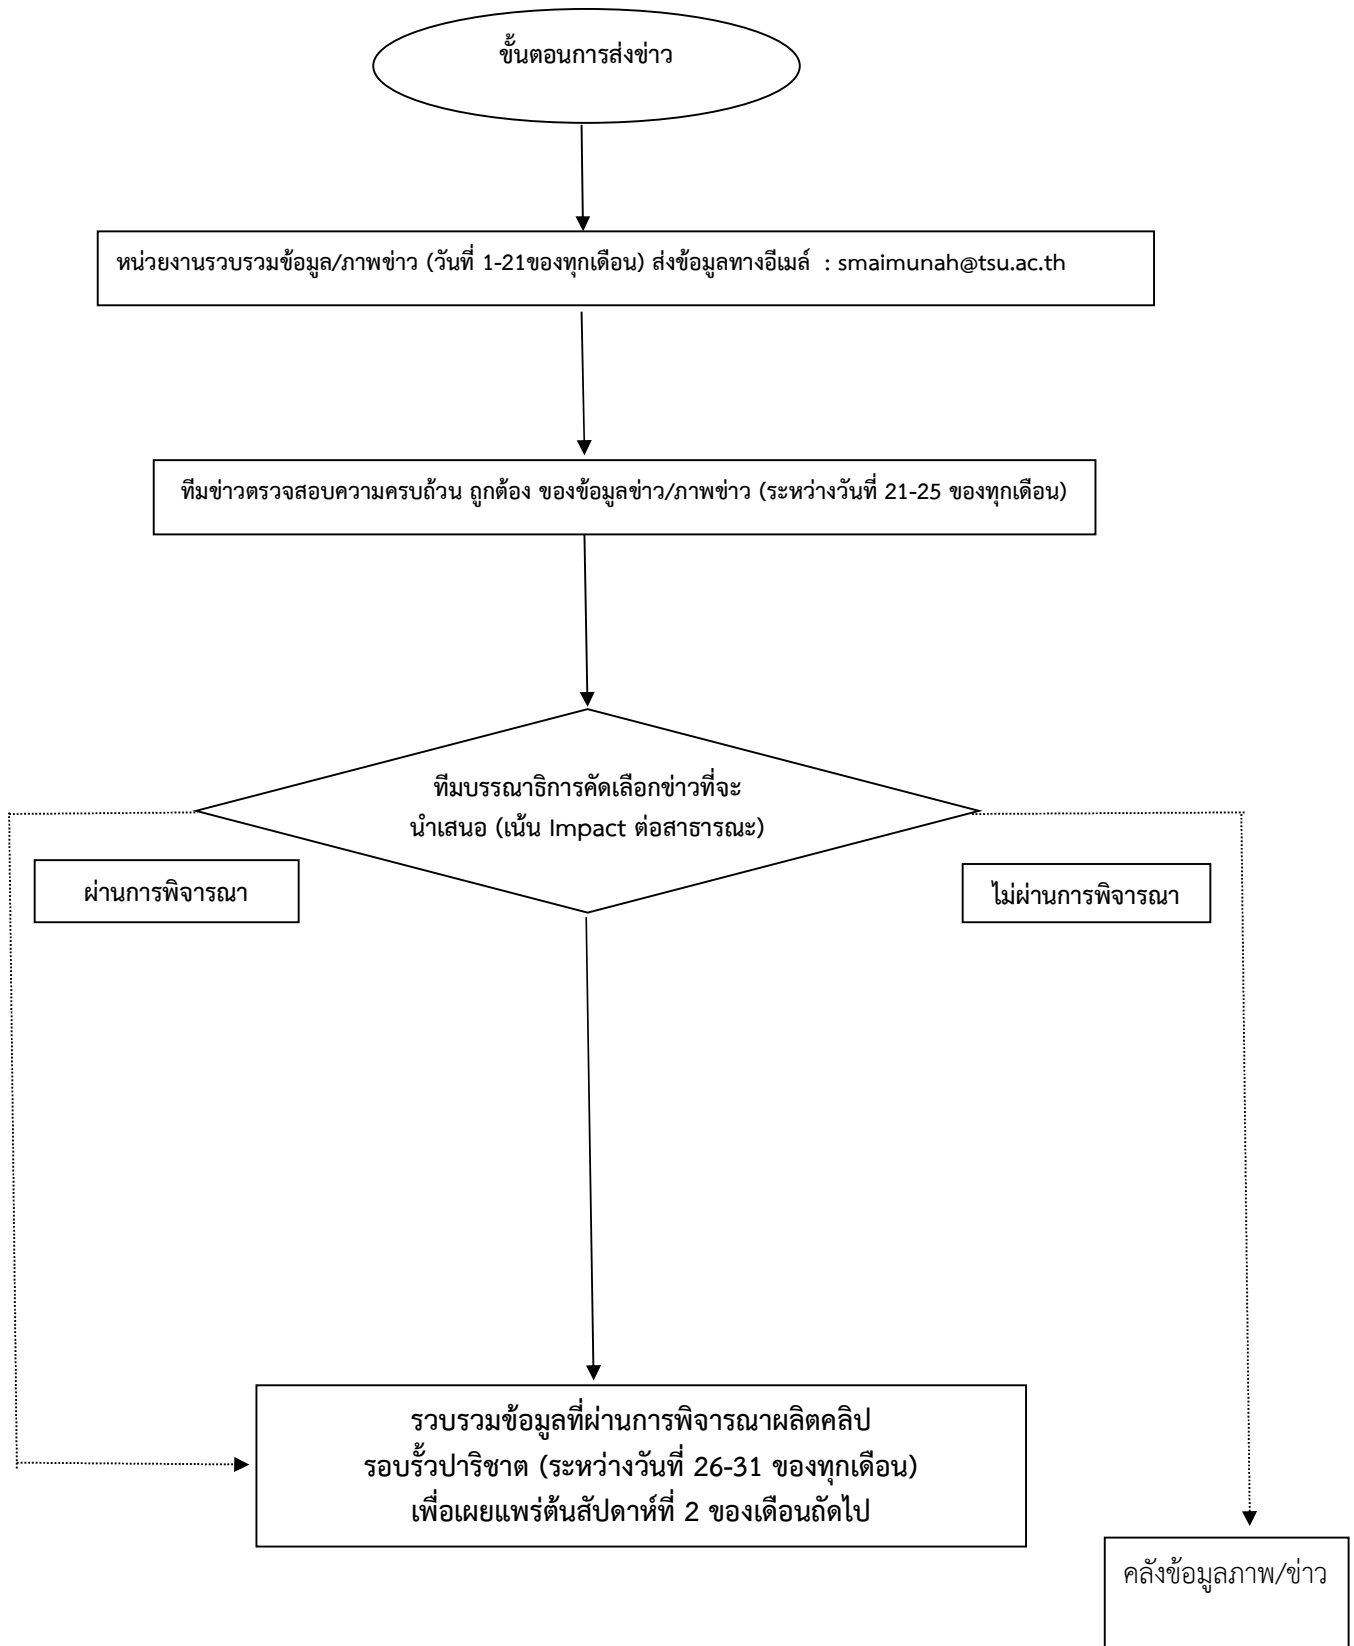 ขั้นตอนการส่งข่าว
หน่วยงานรวบรวมข้อมูล/ภาพข่าว (วันที่ 1-21ของทุกเดือน) ส่งข้อมูลทางอีเมล์ : smaimunah@tsu.ac.th
ทีมข่าวตรวจสอบความครบถ้วน ถูกต้อง ของข้อมูลข่าว/ภาพข่าว (ระหว่างวันที่ 21-25 ของทุกเดือน)
ทีมบรรณาธิการคัดเลือกข่าวที่จะ
นำเสนอ (เน้น Impact ต่อสาธารณะ)
ผ่านการพิจารณา
ไม่ผ่านการพิจารณา
รวบรวมข้อมูลที่ผ่านการพิจารณาผลิตคลิป
รอบรั้วปาริชาต (ระหว่างวันที่ 26-31 ของทุกเดือน)
เพื่อเผยแพร่ต้นสัปดาห์ที่ 2 ของเดือนถัดไป
คลังข้อมูลภาพ/ข่าว